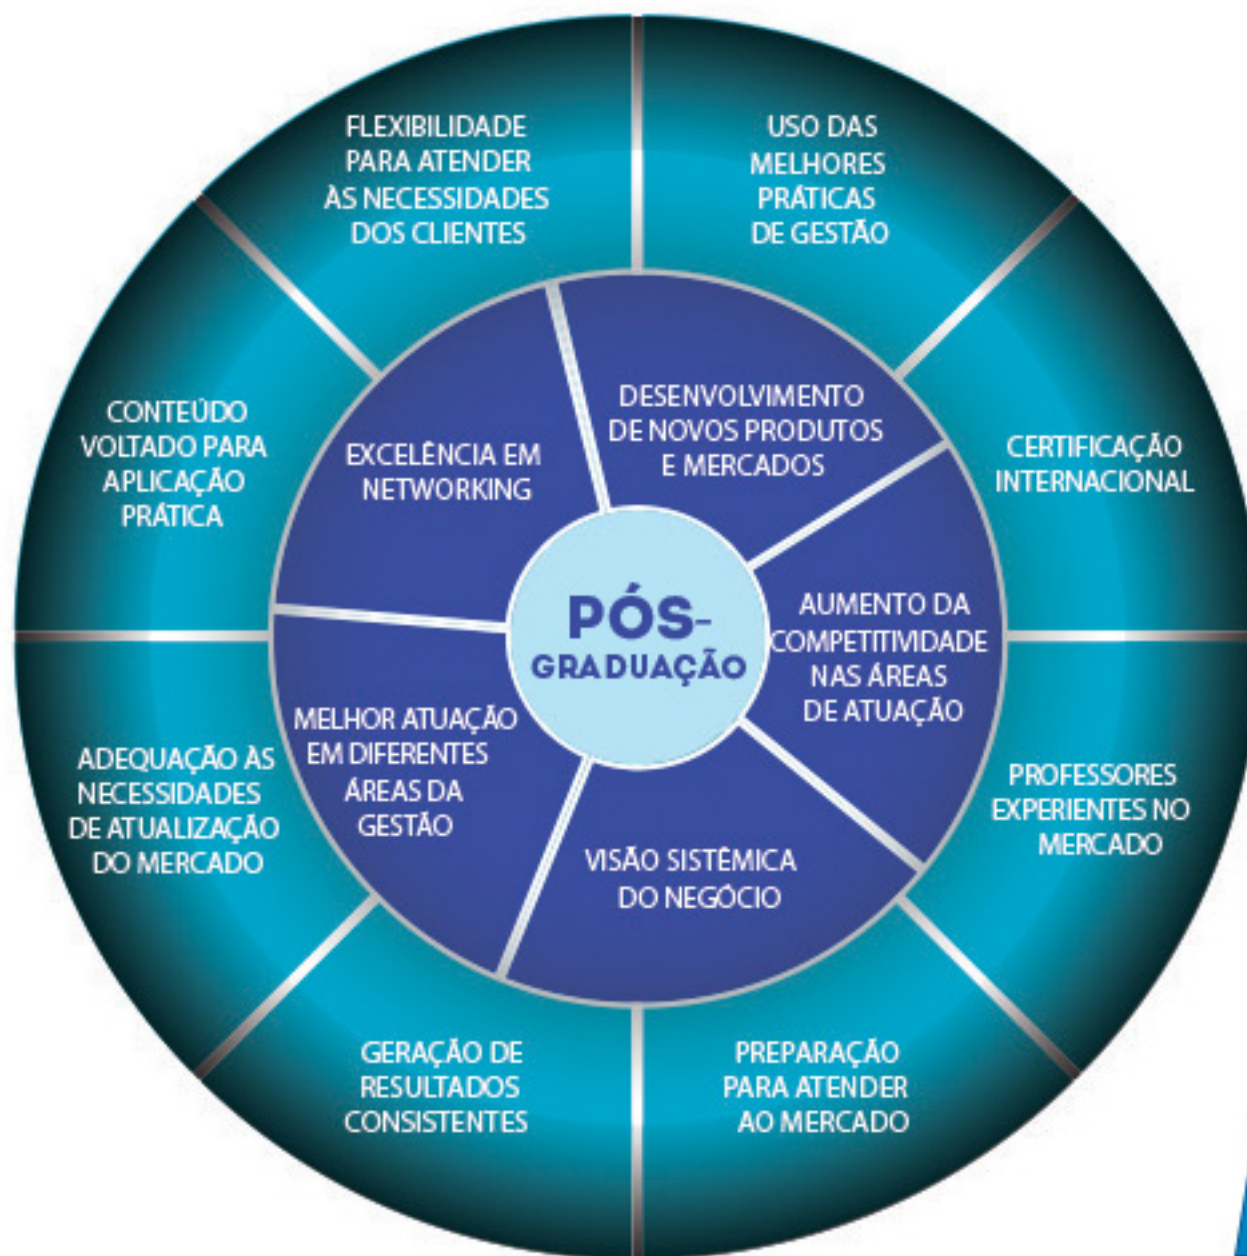 FLEXIBILIDADE
PARA ATENDER
ÀS NECESSIDADES
DOS CLIENTES
USO DAS
MELHORES
PRÁTICAS
DE GESTÃO
CERTIFICAÇÃO
INTERNACIONAL
PROFESSORES
EXPERIENTES NO
MERCADO
PREPARAÇÃO
PARA ATENDER
AO MERCADO
GERAÇÃO DE
RESULTADOS
CONSISTENTES
ADEQUAÇÃO ÀS
NECESSIDADES
DE ATUALIZAÇÃO
DO MERCADO
CONTEÚDO
VOLTADO PARA
APLICAÇÃO
PRÁTICA
EXCELÊNCIA EM
NETWORKING
DESENVOLVIMENTO
DE NOVOS PRODUTOS
E MERCADOS
AUMENTO DA
COMPETITIVIDADE
NAS ÁREAS
DE ATUAÇÃO
VISÃO SISTÊMICA
DO NEGÓCIO
MELHOR ATUAÇÃO
EM DIFERENTES
ÁREAS DA
GESTÃO
PÓS-
GRADUAÇÃO